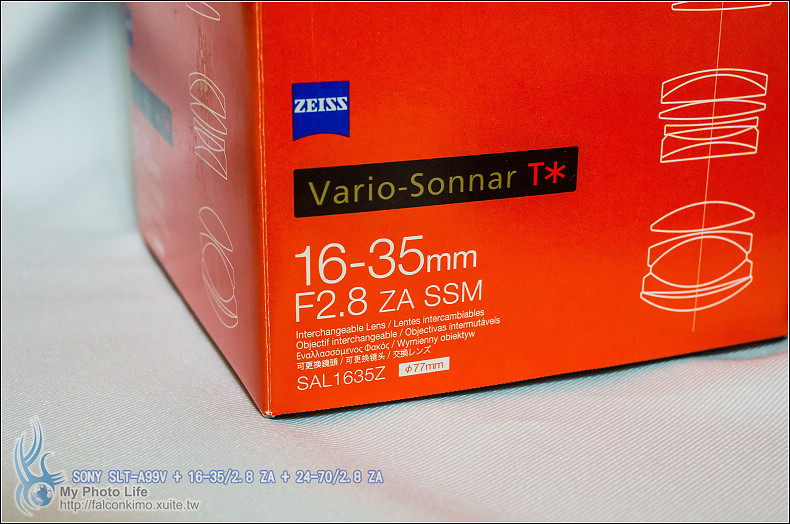 ZEISS
Vario-Sonnar T*
16-35mm
F2.8 ZA SSM
Interchangeable Lens / Lentes intercambiables
Objectif interchangeable / Objectivas intermutáveis
Εναλλασσόμενος Φακός / Wymienny obiektyw
可更換鏡頭 / 可更换镜头 / 交換レンズ
SAL1635Z φ77mm
SONY SLT-A99V + 16-35/2.8 ZA + 24-70/2.8 ZA
My Photo Life
http://falconkimo.xuite.tw